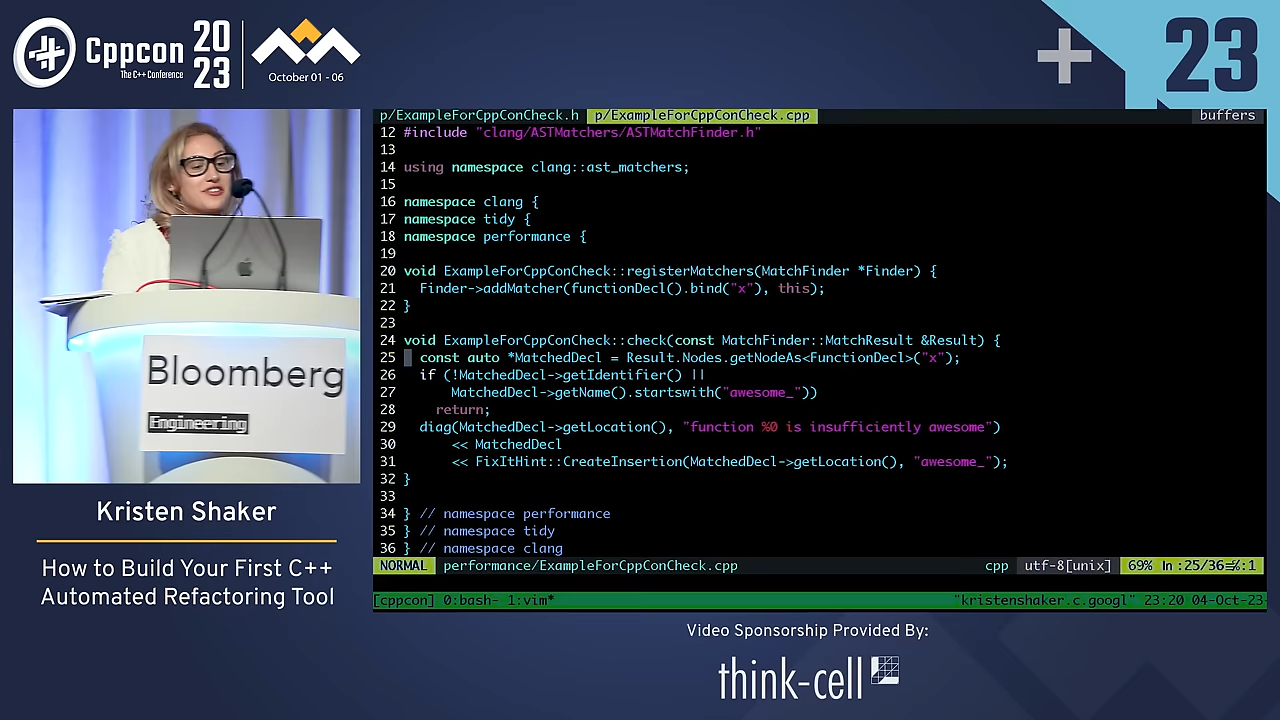 Cppcon
The C++ Conference
20
23
October 01 - 06
23
p/ExampleForCppConCheck.h p/ExampleForCppConCheck.cpp buffers
12 #include "clang/ASTMatchers/ASTMatchFinder.h"
13
14 using namespace clang::ast_matchers;
15
16 namespace clang {
17 namespace tidy {
18 namespace performance {
19
20 void ExampleForCppConCheck::registerMatchers(MatchFinder *Finder) {
21   Finder->addMatcher(functionDecl().bind("x"), this);
22 }
23
24 void ExampleForCppConCheck::check(const MatchFinder::MatchResult &Result) {
25   const auto *MatchedDecl = Result.Nodes.getNodeAs<FunctionDecl>("x");
26   if (!MatchedDecl->getIdentifier() ||
27       MatchedDecl->getName().startswith("awesome_"))
28     return;
29   diag(MatchedDecl->getLocation(), "function %0 is insufficiently awesome")
30       << MatchedDecl
31       << FixItHint::CreateInsertion(MatchedDecl->getLocation(), "awesome_");
32 }
33
34 } // namespace performance
35 } // namespace tidy
36 } // namespace clang
NORMAL performance/ExampleForCppConCheck.cpp cpp utf-8[unix] 69% ln :25/36≡℅:1
[cppcon] 0:bash- 1:vim* "kristenshaker.c.googl" 23:20 04-Oct-23
Bloomberg
Engineering
Kristen Shaker
How to Build Your First C++
Automated Refactoring Tool
Video Sponsorship Provided By:
think-cell